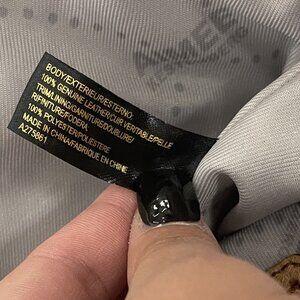 BODY/EXTERIEUR/ESTERNO:
100% GENUINE LEATHER/CUIR VERITABLE/PELLE
TRIM/LINING/GARNITURE/DOUBLURE/
RIFINITURE/FODERA:
100% POLYESTER/POLYESTERE
MADE IN CHINA/FABRIQUE EN CHINE
A275861